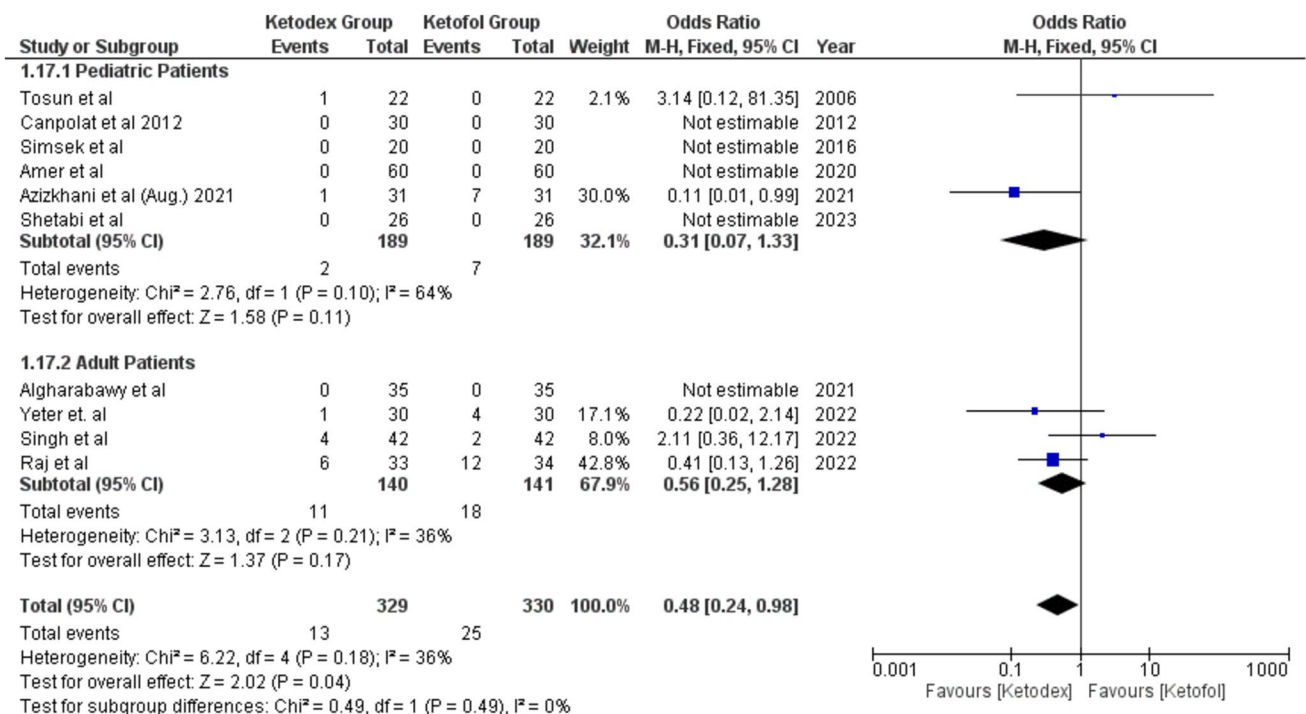 Ketodex Group Ketofol Group Odds Ratio Odds Ratio
Study or Subgroup Events Total Events Total Weight M-H, Fixed, 95% CI Year M-H, Fixed, 95% CI
1.17.1 Pediatric Patients
Tosun et al 1 22 0 22 2.1% 3.14 [0.12, 81.35] 2006
Canpolat et al 2012 0 30 0 30 Not estimable 2012
Simsek et al 0 20 0 20 Not estimable 2016
Amer et al 0 60 0 60 Not estimable 2020
Azizkhani et al (Aug.) 2021 1 31 7 31 30.0% 0.11 [0.01, 0.99] 2021
Shetabi et al 0 26 0 26 Not estimable 2023
Subtotal (95% CI) 189 189 32.1% 0.31 [0.07, 1.33]
Total events 2 7
Heterogeneity: Chi² = 2.76, df = 1 (P = 0.10); I² = 64%
Test for overall effect: Z = 1.58 (P = 0.11)
1.17.2 Adult Patients
Algharabawy et al 0 35 0 35 Not estimable 2021
Yeter et. al 1 30 4 30 17.1% 0.22 [0.02, 2.14] 2022
Singh et al 4 42 2 42 8.0% 2.11 [0.36, 12.17] 2022
Raj et al 6 33 12 34 42.8% 0.41 [0.13, 1.26] 2022
Subtotal (95% CI) 140 141 67.9% 0.56 [0.25, 1.28]
Total events 11 18
Heterogeneity: Chi² = 3.13, df = 2 (P = 0.21); I² = 36%
Test for overall effect: Z = 1.37 (P = 0.17)
Total (95% CI) 329 330 100.0% 0.48 [0.24, 0.98]
Total events 13 25
Heterogeneity: Chi² = 6.22, df = 4 (P = 0.18); I² = 36%
Test for overall effect: Z = 2.02 (P = 0.04)
Test for subgroup differences: Chi² = 0.49, df = 1 (P = 0.49), I² = 0%
0.001 0.1 1 10 1000
Favours [Ketodex] Favours [Ketofol]